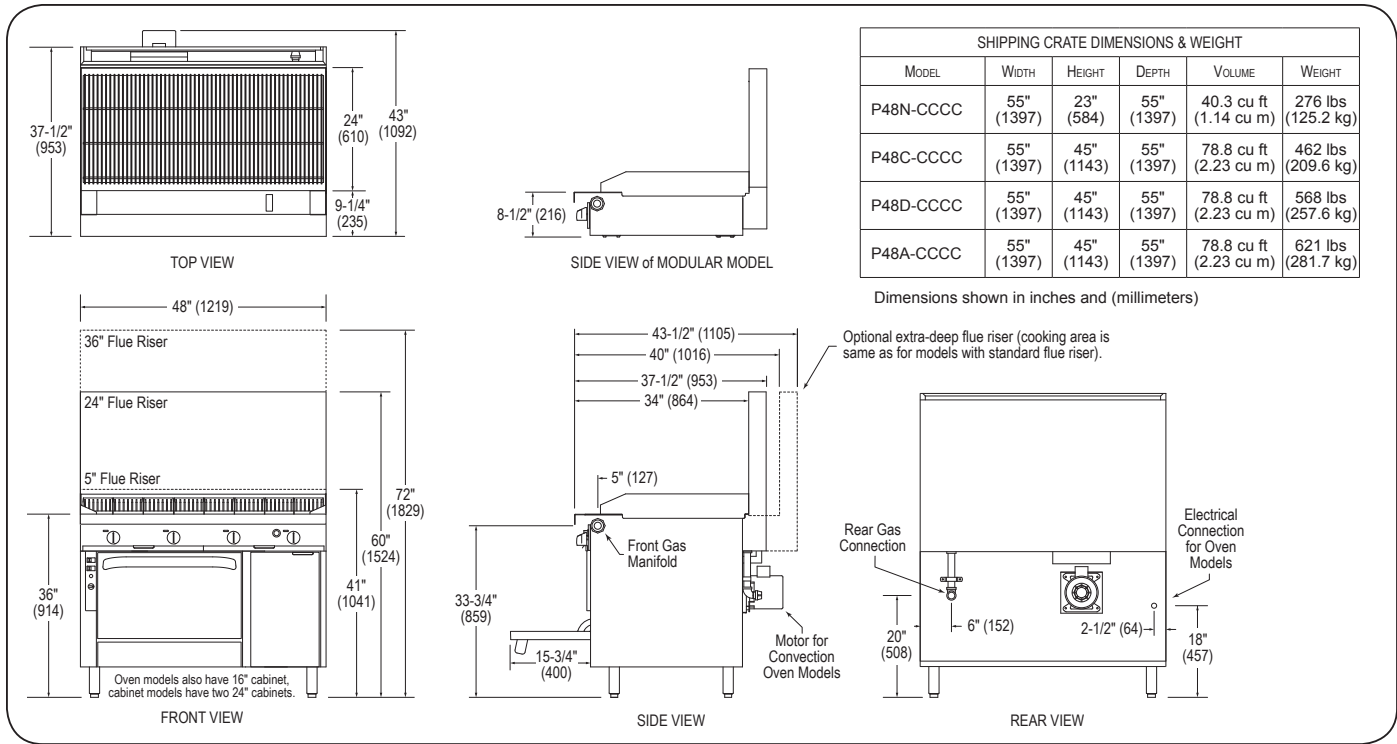 37-1/2"
(953)
24"
(610)
43"
(1092)
9-1/4"
(235)
TOP VIEW
8-1/2" (216)
SIDE VIEW of MODULAR MODEL
SHIPPING CRATE DIMENSIONS & WEIGHT
MODEL WIDTH HEIGHT DEPTH VOLUME WEIGHT
P48N-CCCC 55" (1397) 23" (584) 55" (1397) 40.3 cu ft (1.14 cu m) 276 lbs (125.2 kg)
P48C-CCCC 55" (1397) 45" (1143) 55" (1397) 78.8 cu ft (2.23 cu m) 462 lbs (209.6 kg)
P48D-CCCC 55" (1397) 45" (1143) 55" (1397) 78.8 cu ft (2.23 cu m) 568 lbs (257.6 kg)
P48A-CCCC 55" (1397) 45" (1143) 55" (1397) 78.8 cu ft (2.23 cu m) 621 lbs (281.7 kg)
Dimensions shown in inches and (millimeters)
48" (1219)
36" Flue Riser
24" Flue Riser
5" Flue Riser
72"
(1829)
60"
(1524)
41"
(1041)
36"
(914)
Oven models also have 16" cabinet,
cabinet models have two 24" cabinets.
FRONT VIEW
43-1/2" (1105)
40" (1016)
37-1/2" (953)
34" (864)
Optional extra-deep flue riser (cooking area is
same as for models with standard flue riser).
5" (127)
Front Gas
Manifold
33-3/4"
(859)
15-3/4"
(400)
Motor for
Convection
Oven Models
SIDE VIEW
Rear Gas
Connection
Electrical
Connection
for Oven
Models
20"
(508)
6" (152)
2-1/2" (64)
18"
(457)
REAR VIEW